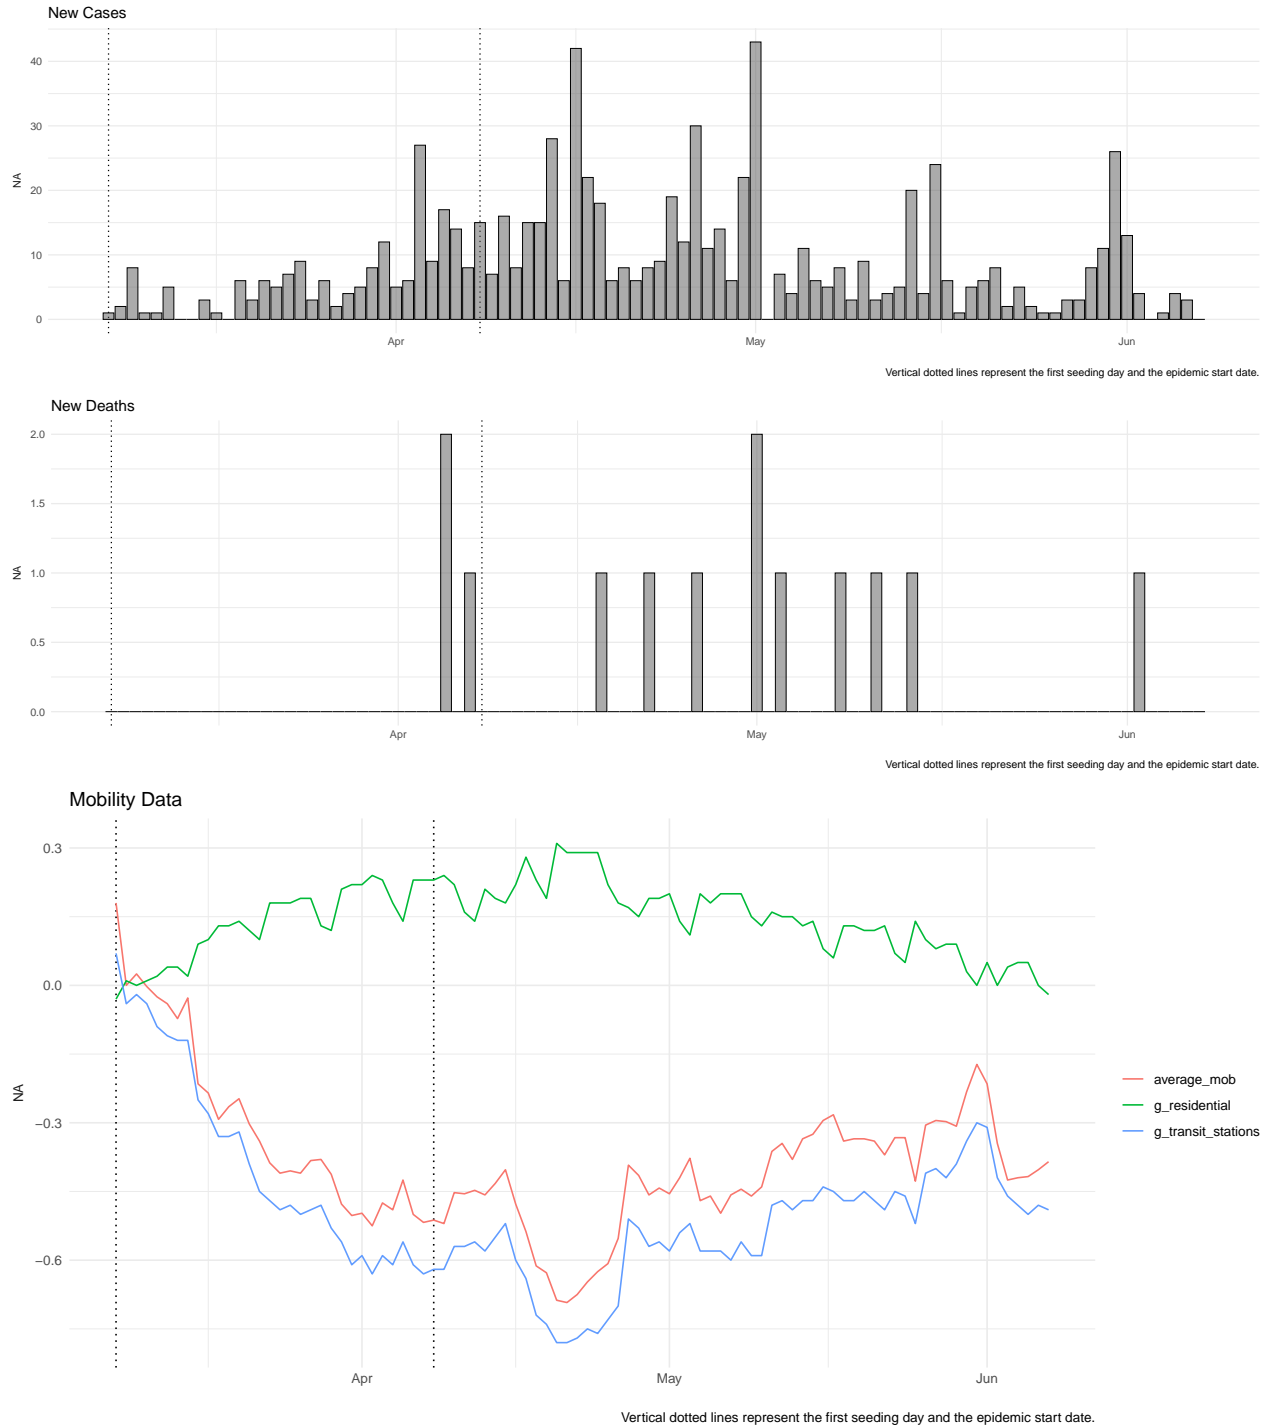 New Cases
40
30
20
10
0
NA
Apr
May
Jun
Vertical dotted lines represent the first seeding day and the epidemic start date.
New Deaths
2.0
1.5
1.0
0.5
0.0
NA
Apr
May
Jun
Vertical dotted lines represent the first seeding day and the epidemic start date.
Mobility Data
0.3
0.0
−0.3
−0.6
NA
average_mob
g_residential
g_transit_stations
Apr
May
Jun
Vertical dotted lines represent the first seeding day and the epidemic start date.